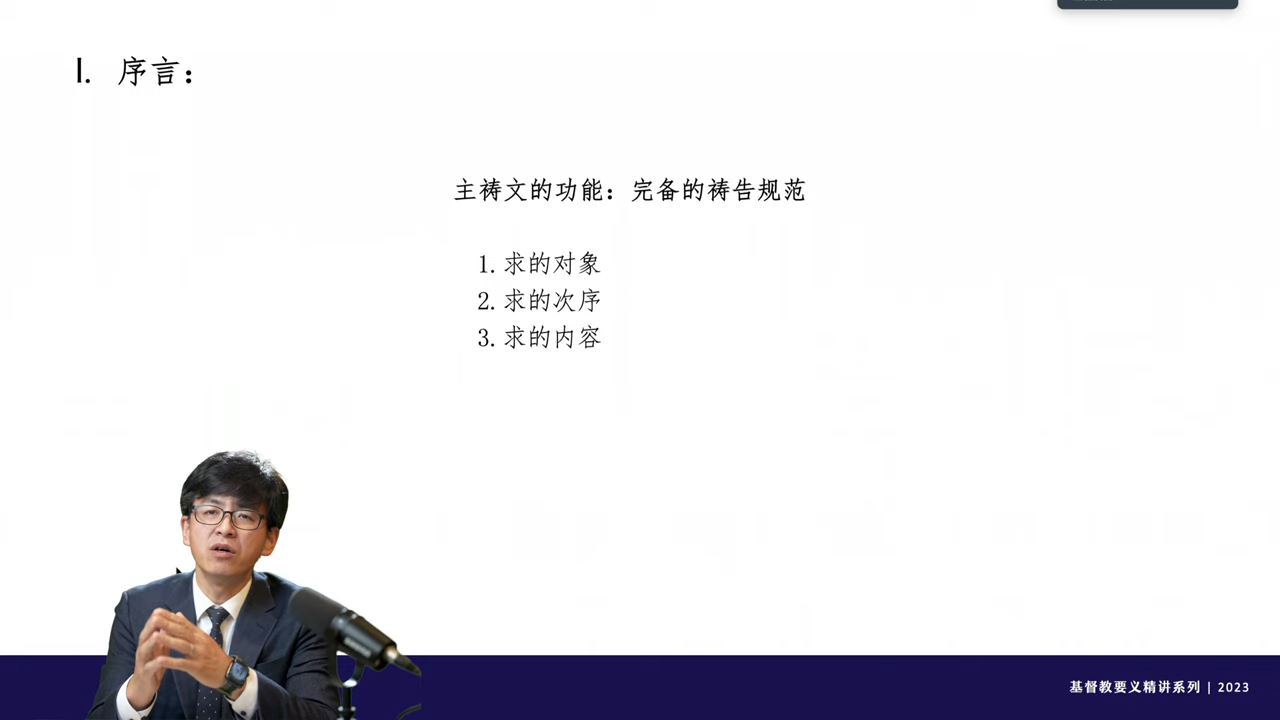 I. 序言：
主祷文的功能：完备的祷告规范
1. 求的对象
2. 求的次序
3. 求的内容
基督教要义精讲系列 | 2023